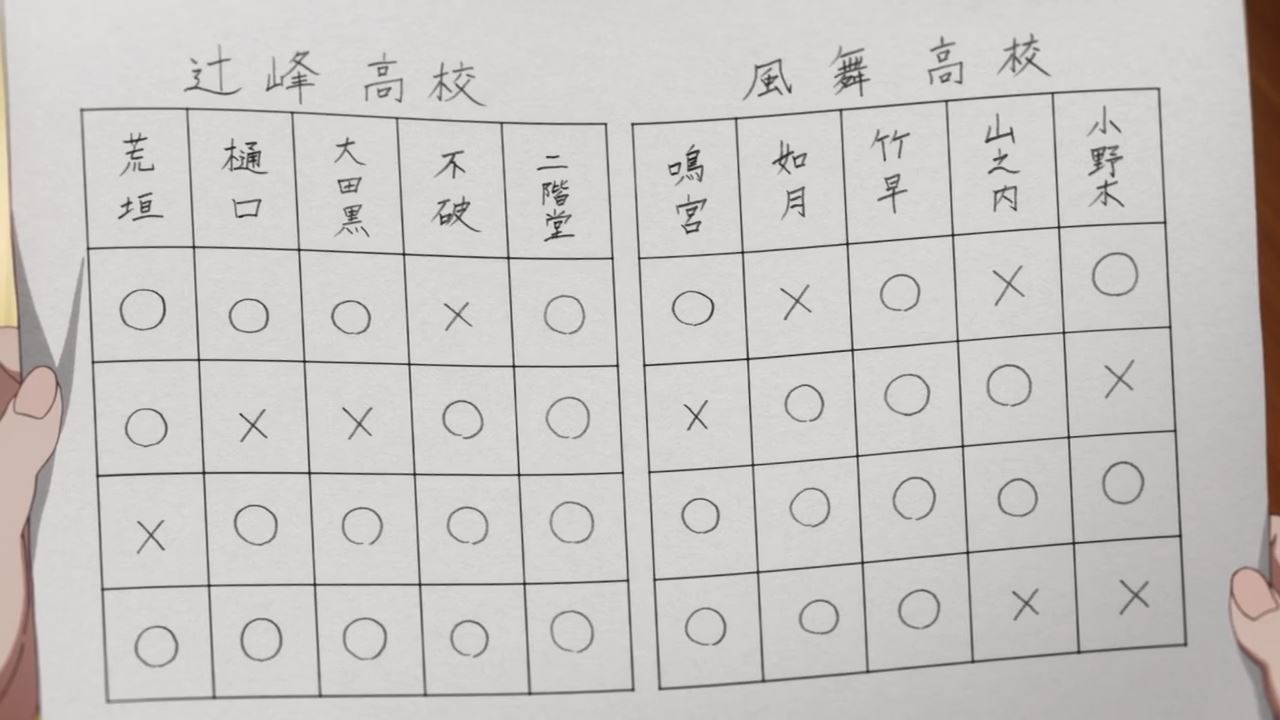 辻峰高校
荒垣 樋口 大田黒 不破 二階堂
○ ○ ○ × ○
○ × × ○ ○
× ○ ○ ○ ○
○ ○ ○ ○ ○
風舞高校
鳴宮 如月 竹早 山之内 小野木
○ × ○ × ○
× ○ ○ ○ ×
○ ○ ○ ○ ○
○ ○ ○ × ×